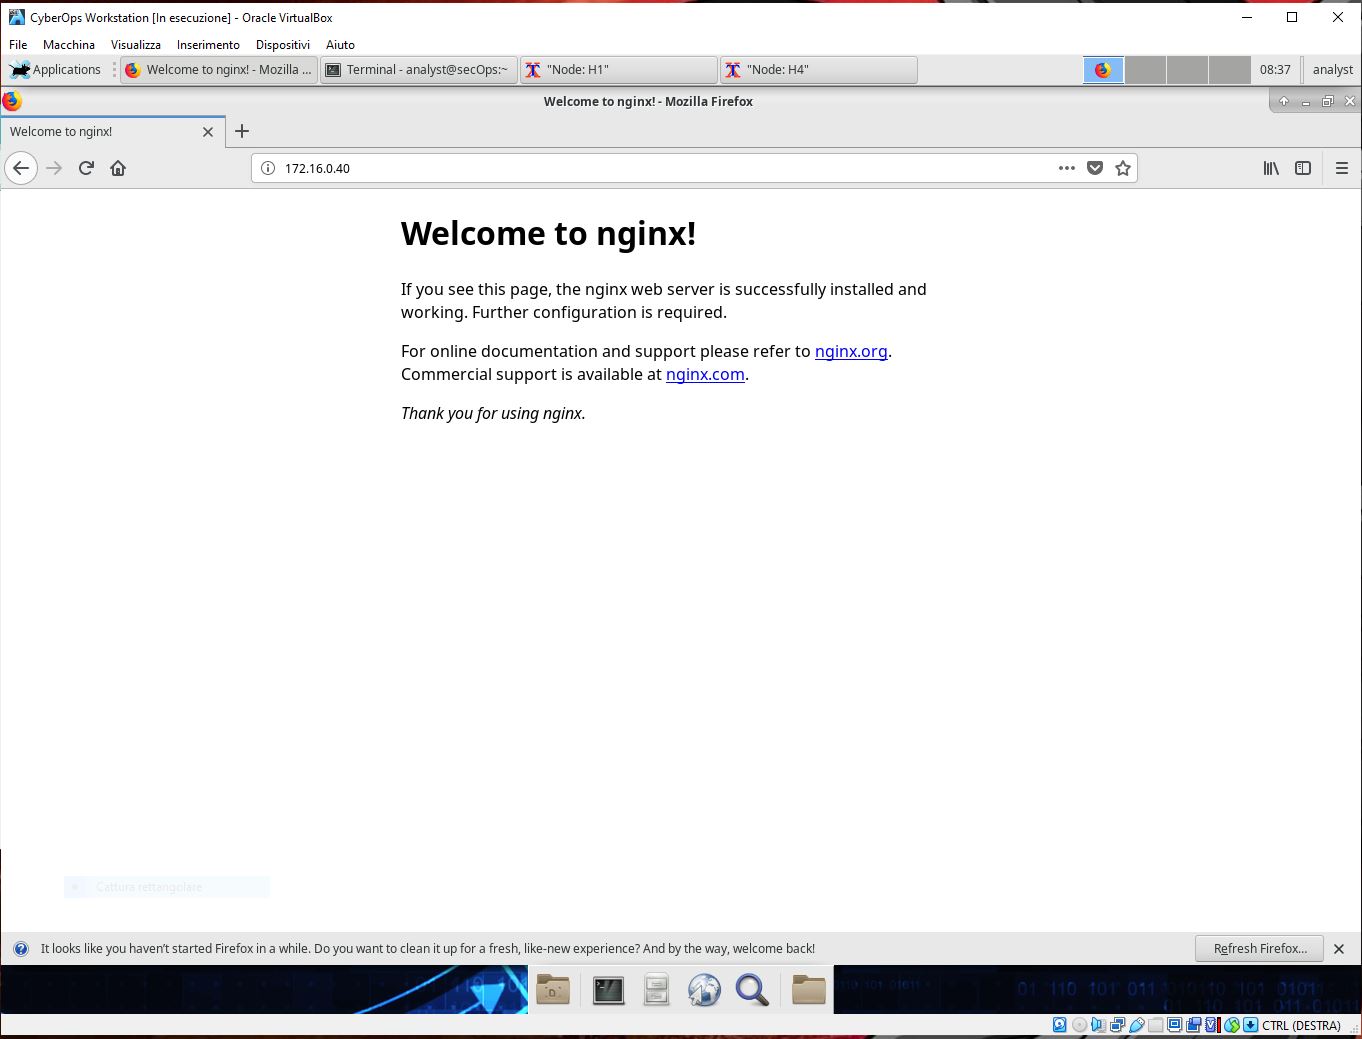 CyberOps Workstation [In esecuzione] - Oracle VirtualBox
File Macchina Visualizza Inserimento Dispositivi Aiuto
Applications Welcome to nginx! - Mozilla ... Terminal - analyst@secOps:~ "Node: H1" "Node: H4" 08:37 analyst
Welcome to nginx! - Mozilla Firefox
Welcome to nginx!
172.16.0.40
Welcome to nginx!
If you see this page, the nginx web server is successfully installed and
working. Further configuration is required.
For online documentation and support please refer to nginx.org.
Commercial support is available at nginx.com.
Thank you for using nginx.
Cattura rettangolare
It looks like you haven't started Firefox in a while. Do you want to clean it up for a fresh, like-new experience? And by the way, welcome back! Refresh Firefox...
CTRL (DESTRA)